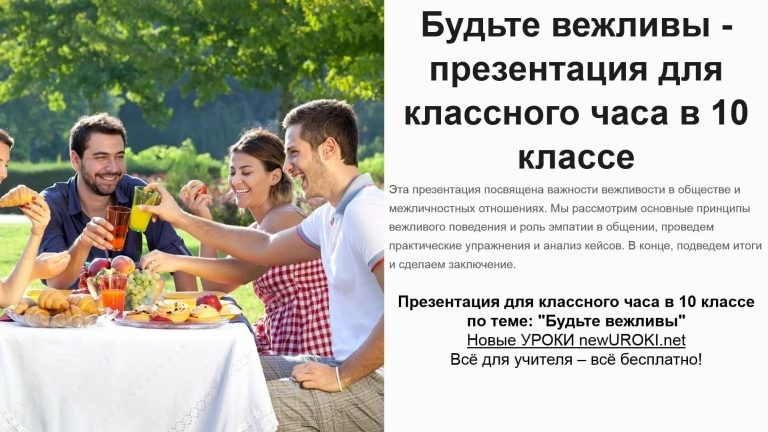 Будьте вежливы -
презентация для
классного часа в 10
классе
Эта презентация посвящена важности вежливости в обществе и
межличностных отношениях. Мы рассмотрим основные принципы
вежливого поведения и роль эмпатии в общении, проведем
практические упражнения и анализ кейсов. В конце, подведем итоги
и сделаем заключение.
Презентация для классного часа в 10 классе
по теме: "Будьте вежливы"
Новые УРОКИ newUROKI.net
Всё для учителя – всё бесплатно!